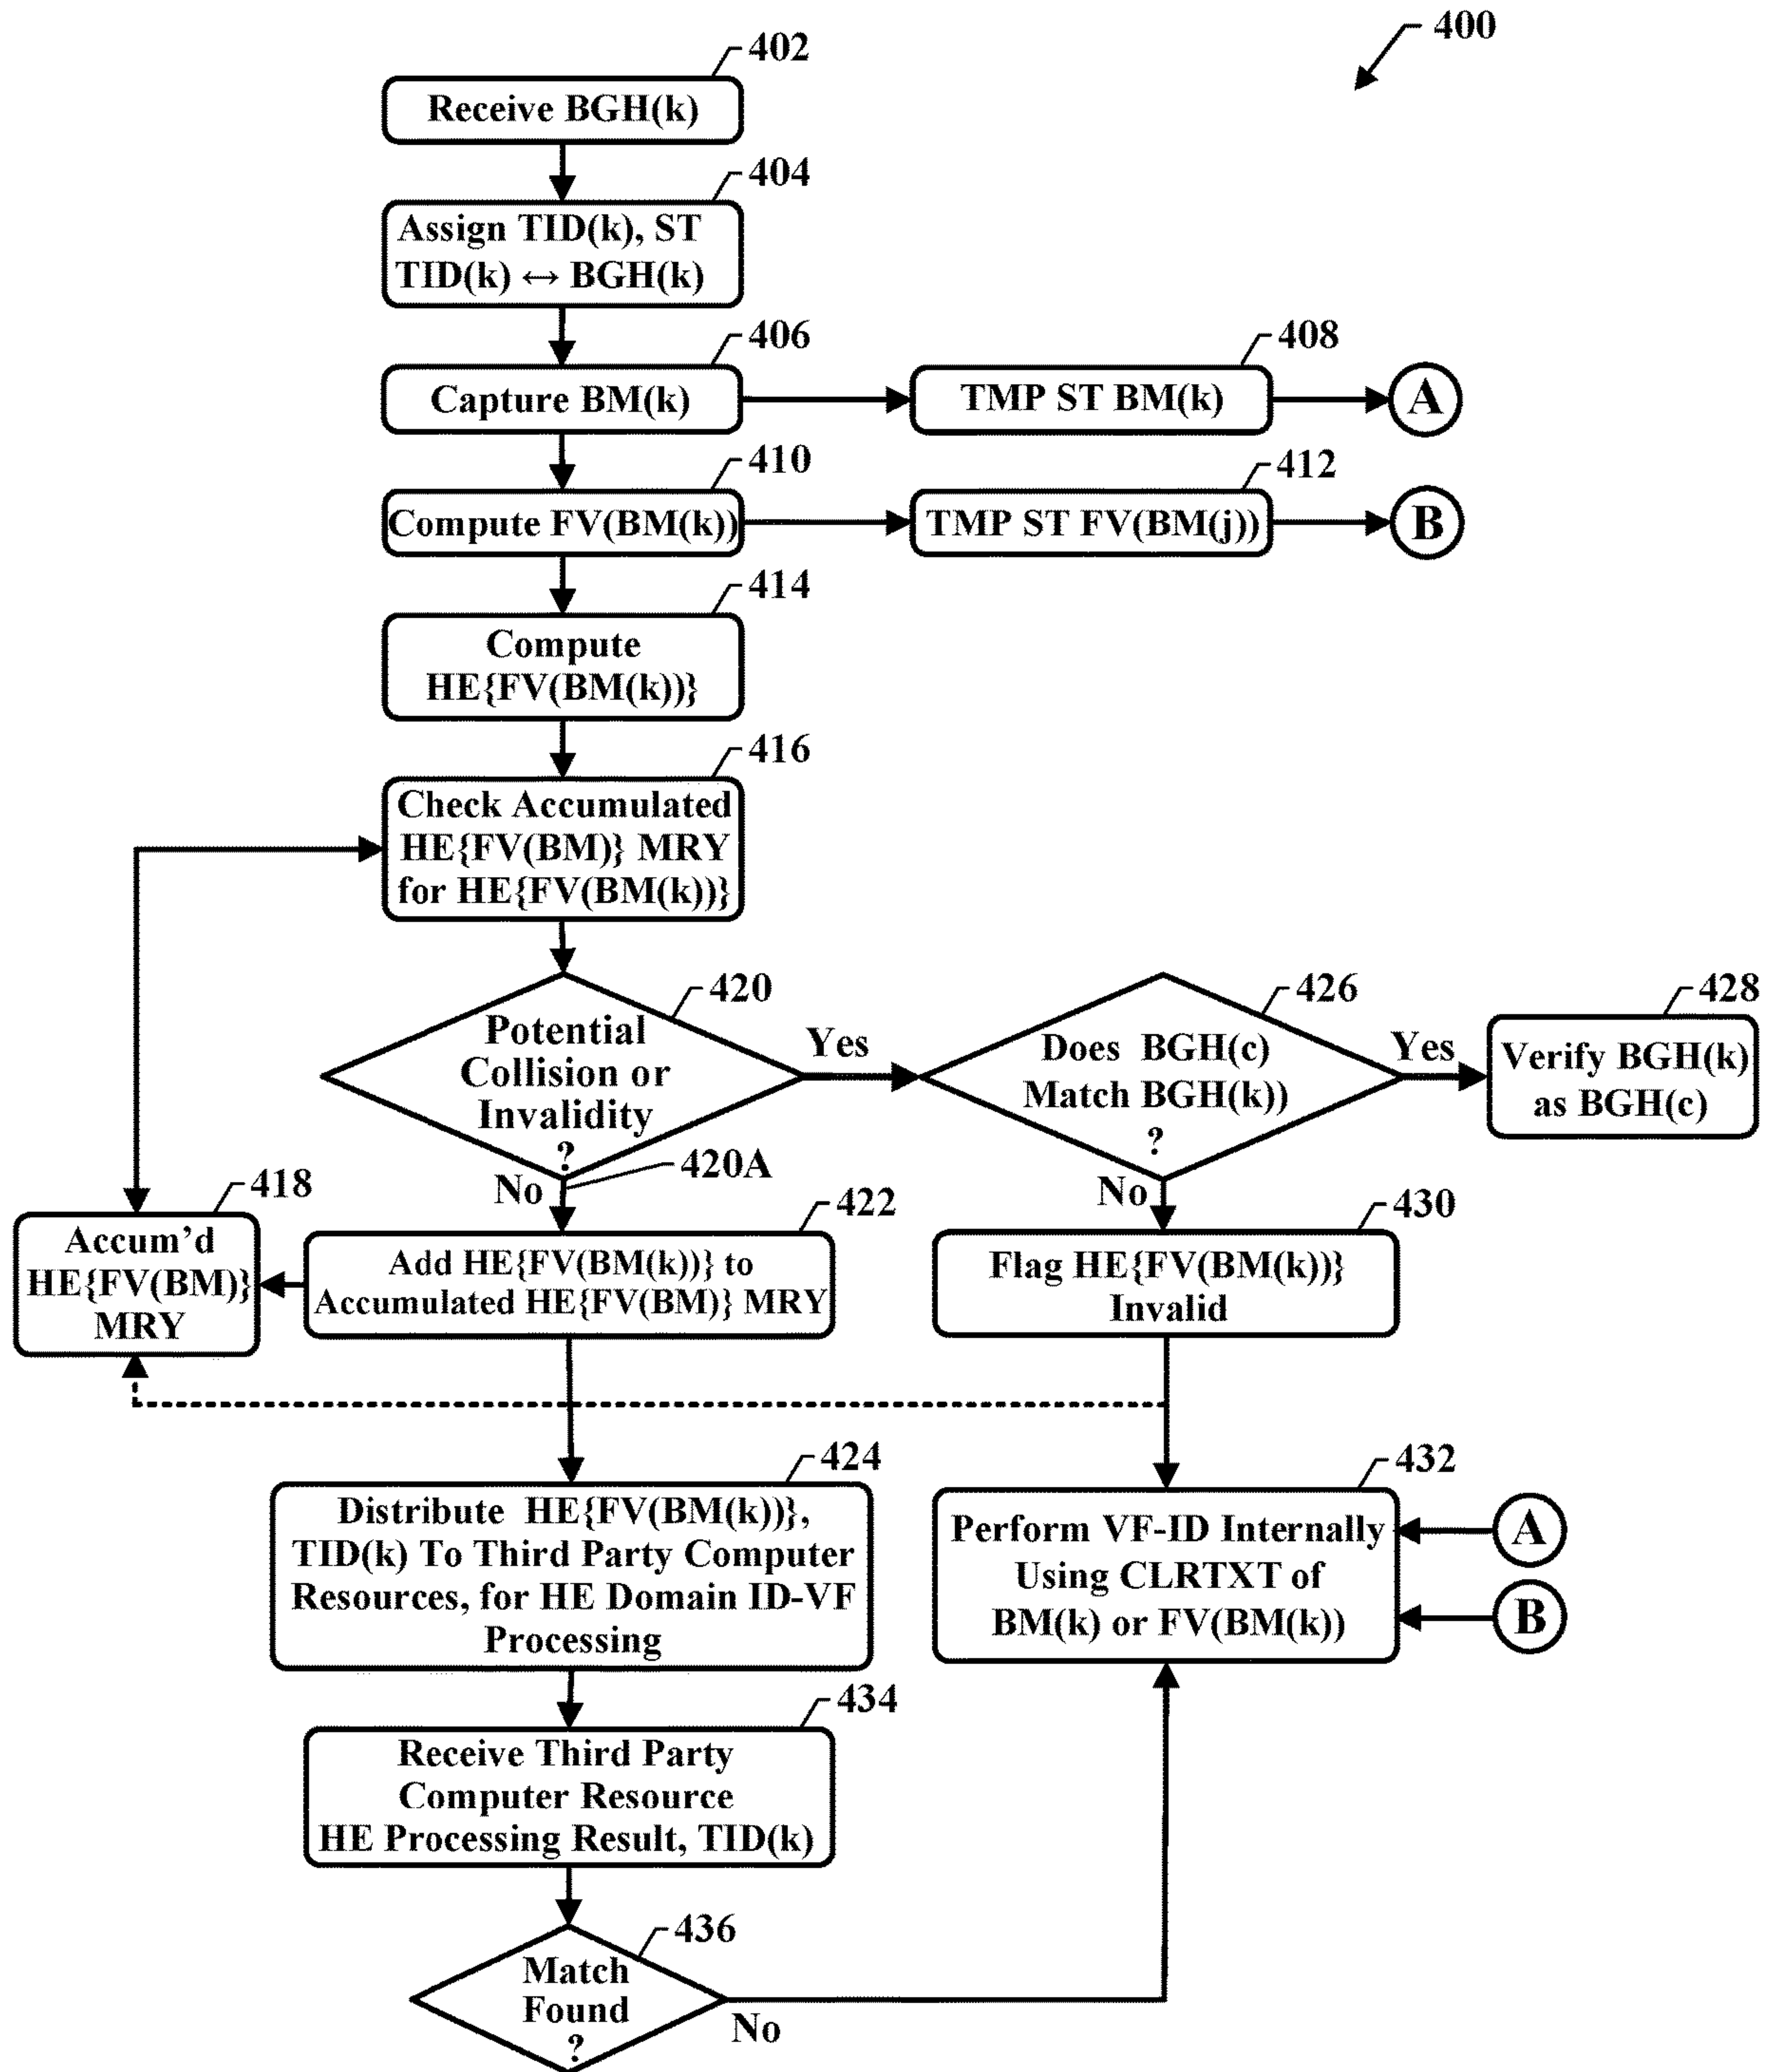 400
402
Receive BGH(k)
404
Assign TID(k), ST
TID(k) ↔ BGH(k)
406
Capture BM(k)
408
TMP ST BM(k)
A
410
Compute FV(BM(k))
412
TMP ST FV(BM(j))
B
414
Compute
HE{FV(BM(k))}
416
Check Accumulated
HE{FV(BM)} MRY
for HE{FV(BM(k))}
420
Potential
Collision or
Invalidity
?
Yes
426
Does BGH(c)
Match BGH(k))
?
Yes
428
Verify BGH(k)
as BGH(c)
No
420A
No
418
Accum'd
HE{FV(BM)}
MRY
422
Add HE{FV(BM(k))} to
Accumulated HE{FV(BM)} MRY
430
Flag HE{FV(BM(k))}
Invalid
424
Distribute HE{FV(BM(k))},
TID(k) To Third Party Computer
Resources, for HE Domain ID-VF
Processing
432
Perform VF-ID Internally
Using CLRTXT of
BM(k) or FV(BM(k))
A
B
434
Receive Third Party
Computer Resource
HE Processing Result, TID(k)
436
Match
Found
?
No